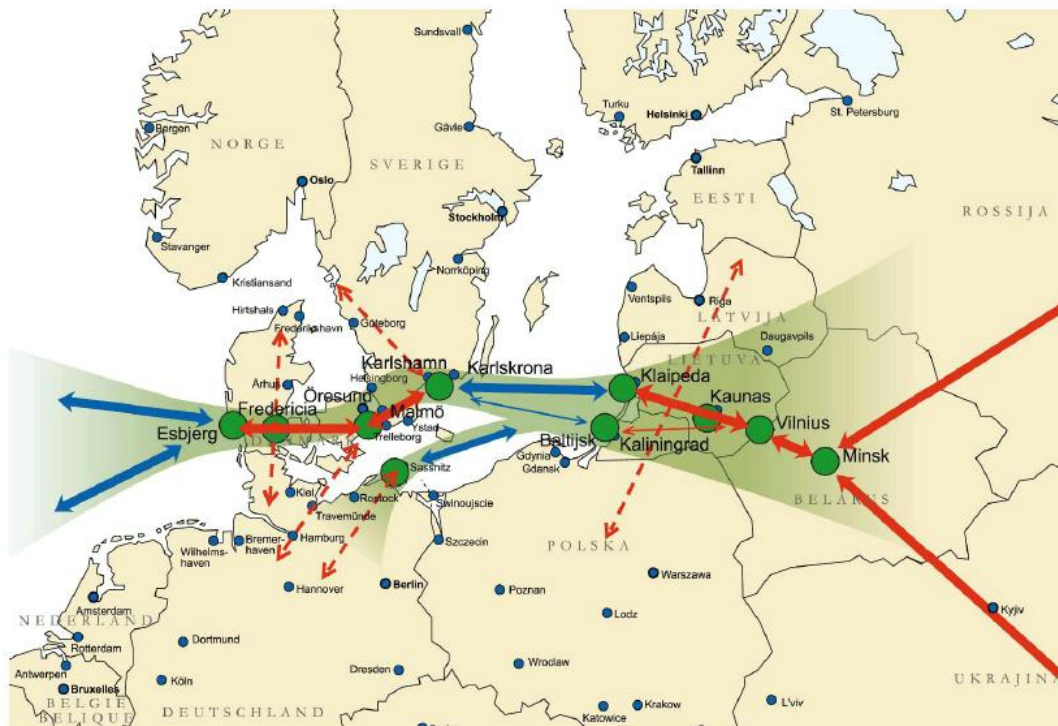 Sundsvall
Bergen
NORGE
Gävle
SVERIGE
Turku
Helsinki
St. Petersburg
Oslo
Tallinn
EESTI
ROSSIJA
Stockholm
Stavanger
Norrköping
Kristiansand
Hirtshals
Frederikshavn
Göteborg
Ventspils
Riga
LATVIJA
Liepája
Daugavpils
LIETUVA
Karlshamn
Karlskrona
Helsingborg
Århus
Öresund
Klaipeda
Kaunas
Fredericia
Malmö
Esbjerg
DANMARK
Trelleborg
Ystad
Vilnius
Baltijsk
Kaliningrad
Gdynia
Gdansk
Minsk
Sassnitz
Kiel
Rostock
Swinoujscie
BELARUS
Travemünde
Wilhelms-
haven
Bremer-
haven
Hamburg
Szczecin
POLSKA
Hannover
Berlin
Poznan
Warszawa
Amsterdam
NEDERLAND
Lodz
Kyjiv
Rotterdam
Dortmund
Antwerpen
Köln
Dresden
Wroclaw
Bruxelles
BELGIE
BELIQUE
DEUTSCHLAND
Katowice
Krakow
L'viv
UKRAJINA